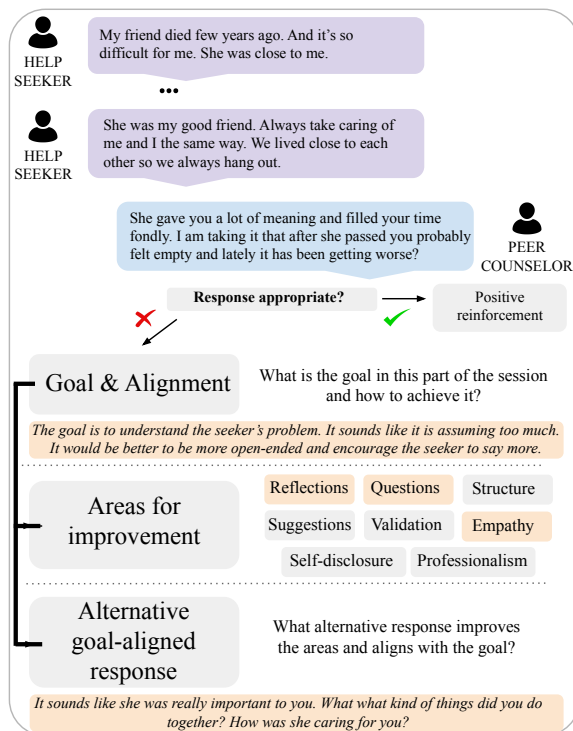 My friend died few years ago. And it's so
difficult for me. She was close to me.
HELP
SEEKER
...
She was my good friend. Always take caring of
me and I the same way. We lived close to each
other so we always hang out.
HELP
SEEKER
She gave you a lot of meaning and filled your time
fondly. I am taking it that after she passed you probably
felt empty and lately it has been getting worse?
PEER
COUNSELOR
Response appropriate?
Positive
reinforcement
Goal & Alignment
What is the goal in this part of the session
and how to achieve it?
The goal is to understand the seeker's problem. It sounds like it is assuming too much.
It would be better to be more open-ended and encourage the seeker to say more.
Areas for
improvement
Reflections
Questions
Structure
Suggestions
Validation
Empathy
Self-disclosure
Professionalism
Alternative
goal-aligned
response
What alternative response improves
the areas and aligns with the goal?
It sounds like she was really important to you. What what kind of things did you do
together? How was she caring for you?